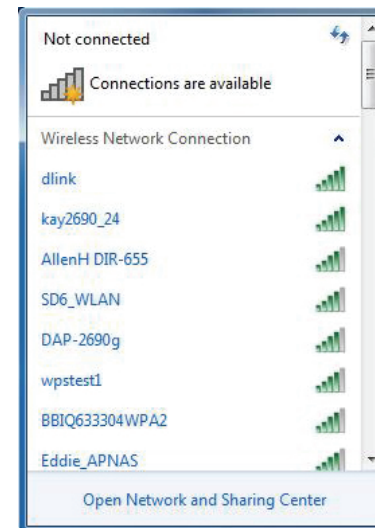 Not connected
Connections are available
Wireless Network Connection
dlink
kay2690_24
AllenH DIR-655
SD6_WLAN
DAP-2690g
wpstest1
BBIQ633304WPA2
Eddie_APNAS
Open Network and Sharing Center